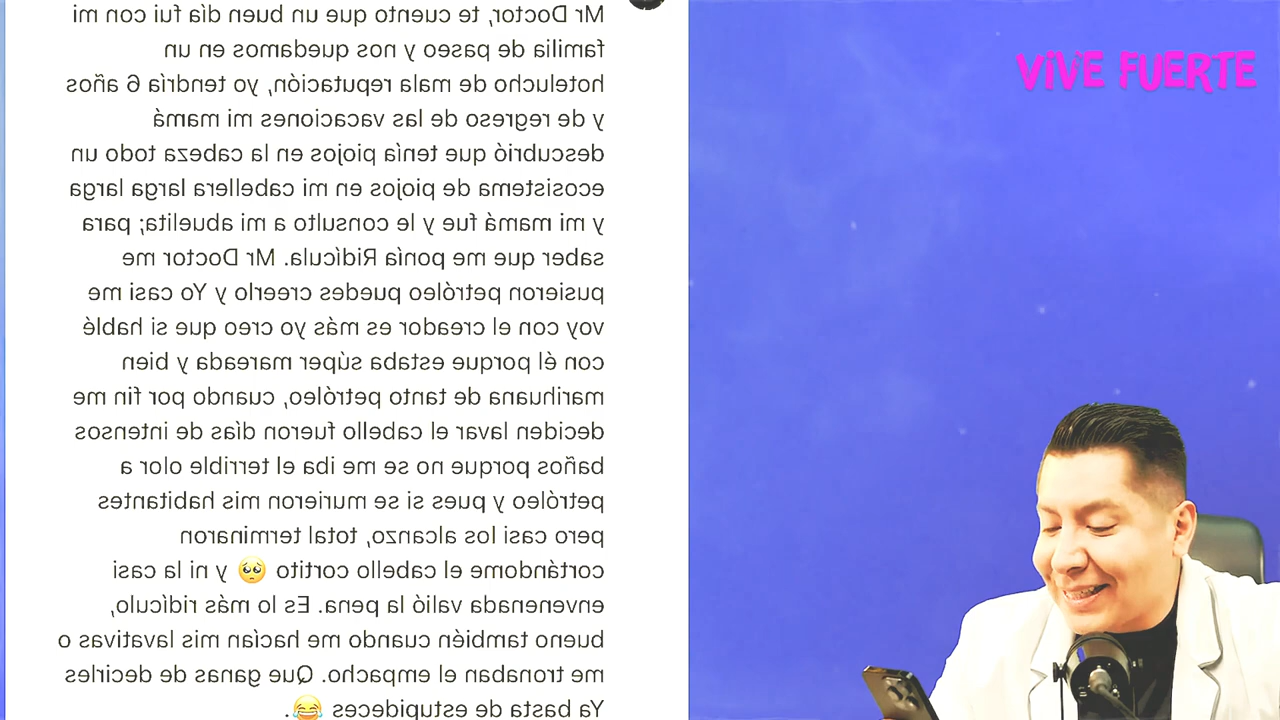 Mr Doctor, te cuento que un buen día fui con mi
familia de paseo y nos quedamos en un
hotelucho de mala reputación, yo tendría 6 años
y de regreso de las vacaciones mi mamá
descubrió que tenía piojos en la cabeza todo un
ecosistema de piojos en mi cabellera larga larga
y mi mamá fue y le consulto a mi abuelita; para
saber que me ponía Ridícula. Mr Doctor me
pusieron petróleo puedes creerlo y Yo casi me
voy con el creador es más yo creo que si hablé
con él porque estaba súper mareada y bien
marihuana de tanto petróleo, cuando por fin me
deciden lavar el cabello fueron días de intensos
baños porque no se me iba el terrible olor a
petróleo y pues si se murieron mis habitantes
pero casi los alcanzo, total terminaron
cortándome el cabello cortito 🥺 y ni la casi
envenenada valió la pena. Es lo más ridículo,
bueno también cuando me hacían mis lavativas o
me tronaban el empacho. Que ganas de decirles
Ya basta de estupideces 😂.
VIVE FUERTE